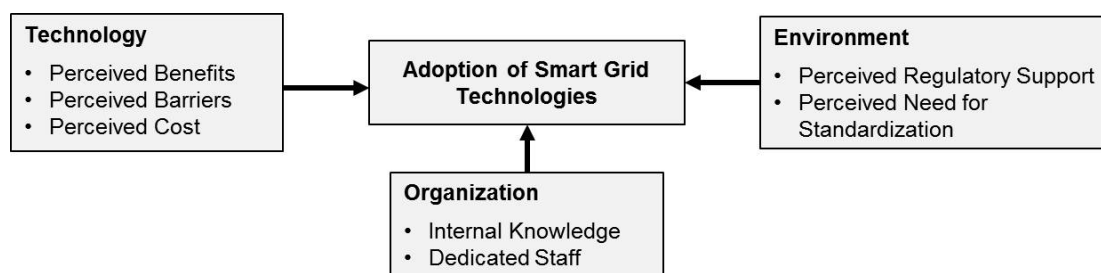 Technology
• Perceived Benefits
• Perceived Barriers
• Perceived Cost
Adoption of Smart Grid
Technologies
Environment
• Perceived Regulatory Support
• Perceived Need for
Standardization
Organization
• Internal Knowledge
• Dedicated Staff